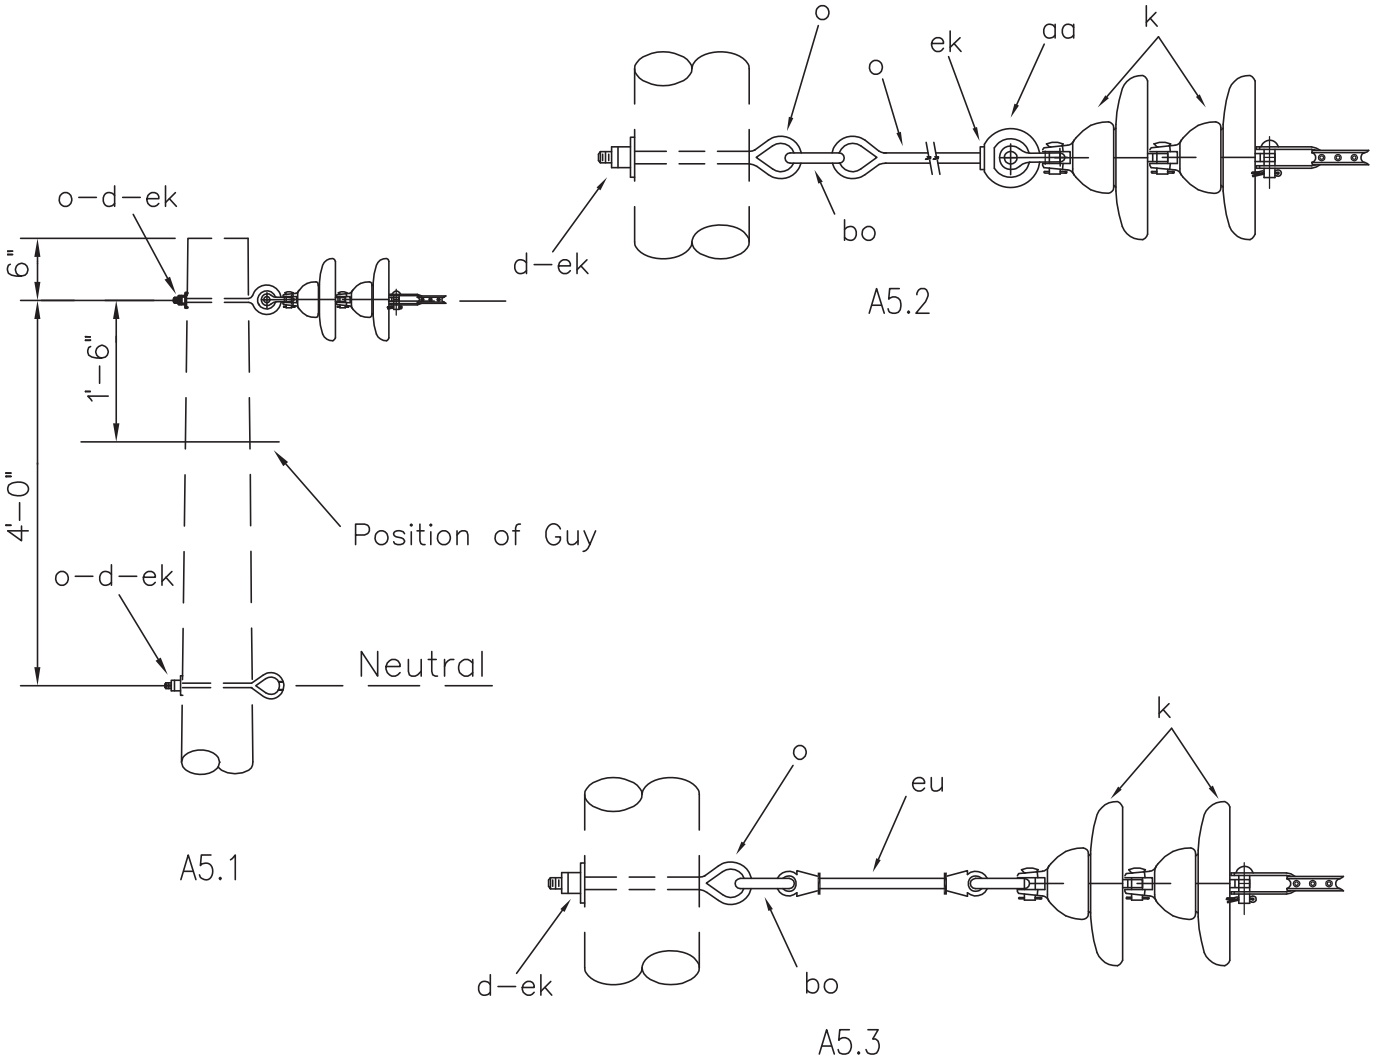 o
k
aa
ek
o
bo
d-ek
A5.2
o-d-ek
6"
1'-6"
4'-0"
Position of Guy
o-d-ek
Neutral
A5.1
k
o
eu
d-ek
bo
A5.3